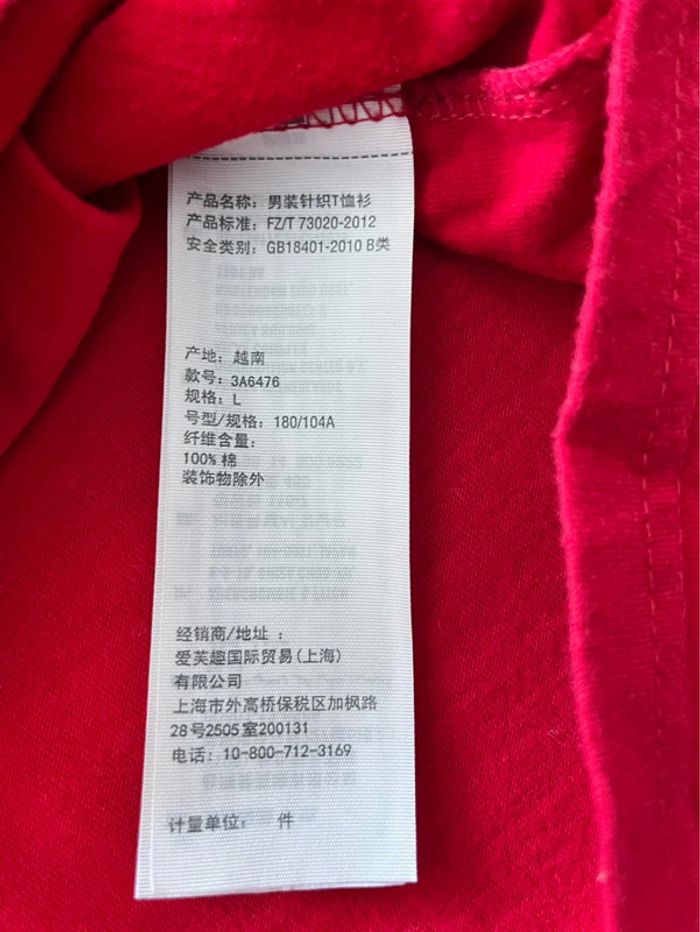 产品名称: 男装针织T恤衫
产品标准: FZ/T 73020-2012
安全类别: GB18401-2010 B类
产地: 越南
款号: 3A6476
规格: L
号型/规格: 180/104A
纤维含量:
100% 棉
装饰物除外
经销商/地址 :
爱芙趣国际贸易(上海)
有限公司
上海市外高桥保税区加枫路
28号2505室200131
电话: 10-800-712-3169
计量单位: 件